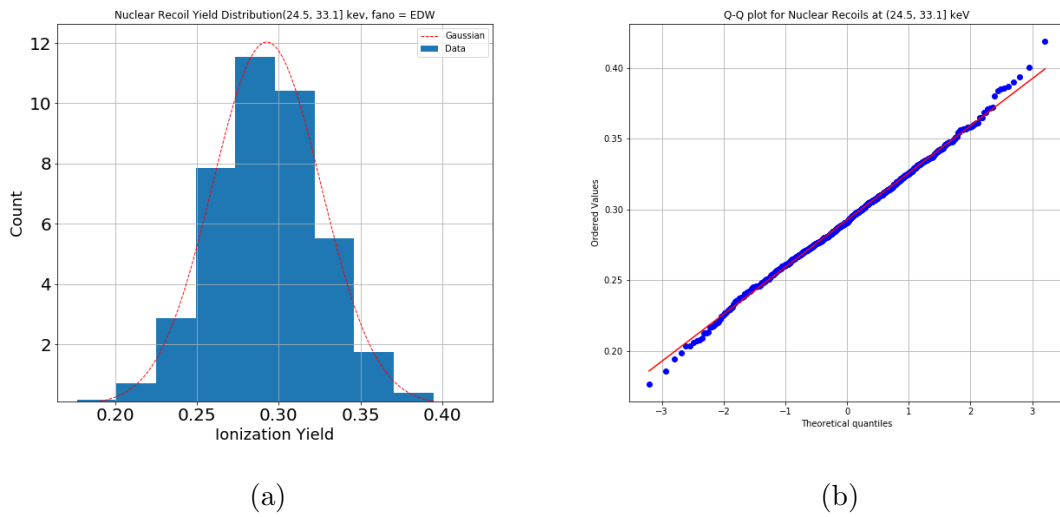 Nuclear Recoil Yield Distribution(24.5, 33.1] kev, fano = EDW
Gaussian
Data
12
10
8
6
4
2
Count
0.20 0.25 0.30 0.35 0.40
Ionization Yield
(a)
Q-Q plot for Nuclear Recoils at (24.5, 33.1] keV
0.40
0.35
0.30
0.25
0.20
Ordered Values
−3 −2 −1 0 1 2 3
Theoretical quantiles
(b)